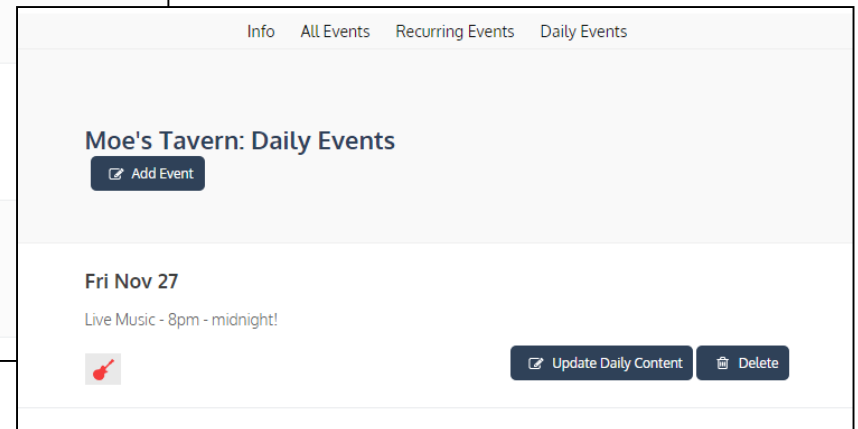 Info All Events Recurring Events Daily Events
Moe's Tavern: Daily Events
Add Event
Fri Nov 27
Live Music - 8pm - midnight!
Update Daily Content Delete